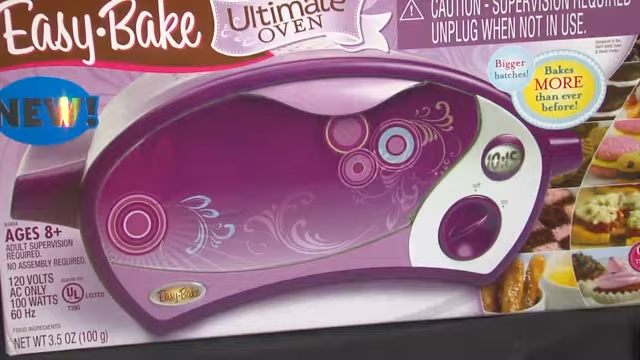 Easy-Bake
Ultimate
OVEN
CAUTION - SUPERVISION REQUIRED
UNPLUG WHEN NOT IN USE.
Bigger
batches!
Bakes
MORE
than ever
before!
NEW!
10:15
AGES 8+
ADULT SUPERVISION
REQUIRED.
NO ASSEMBLY REQUIRED.
120 VOLTS
AC ONLY
100 WATTS
60 Hz
UL LISTED
Easy-Bake
FOOD INGREDIENTS
NET WT 3.5 OZ (100 g)